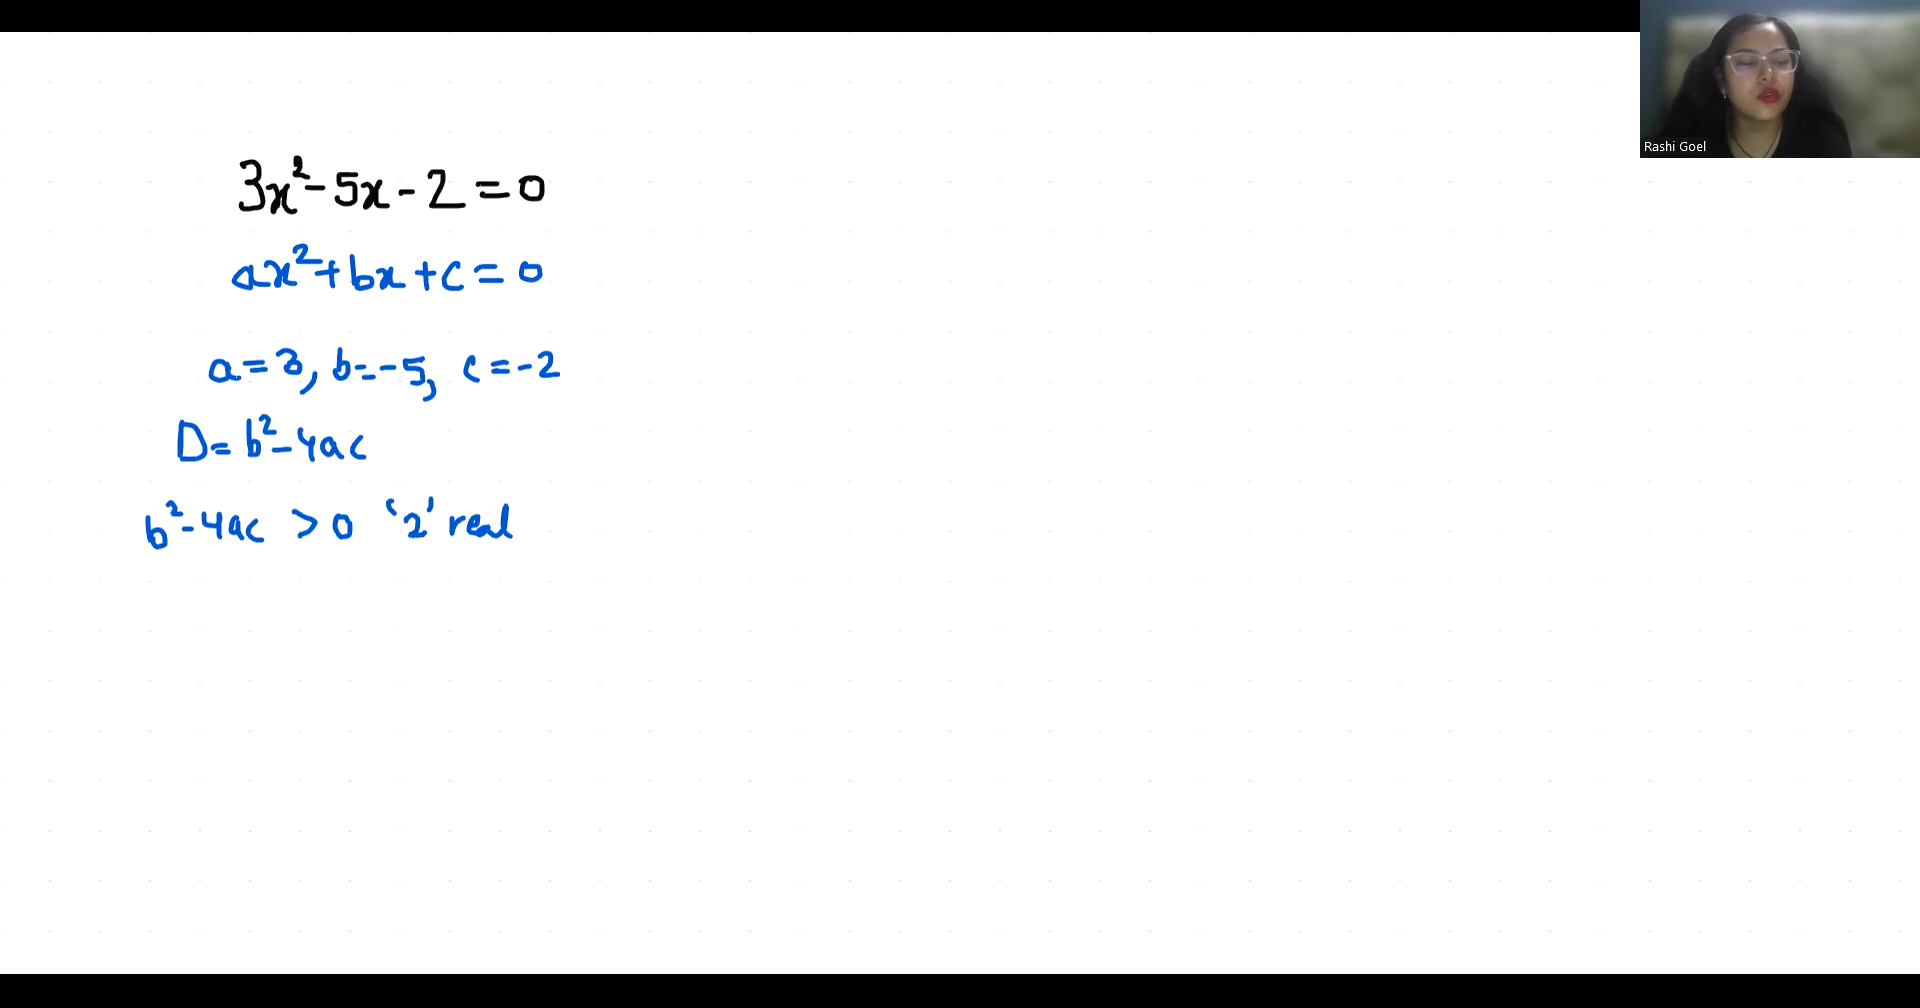 Rashi Goel
3x²-5x-2=0
ax²+bx+c=0
a=3, b=-5, c=-2
D=b²-4ac
b²-4ac >0 '2' real